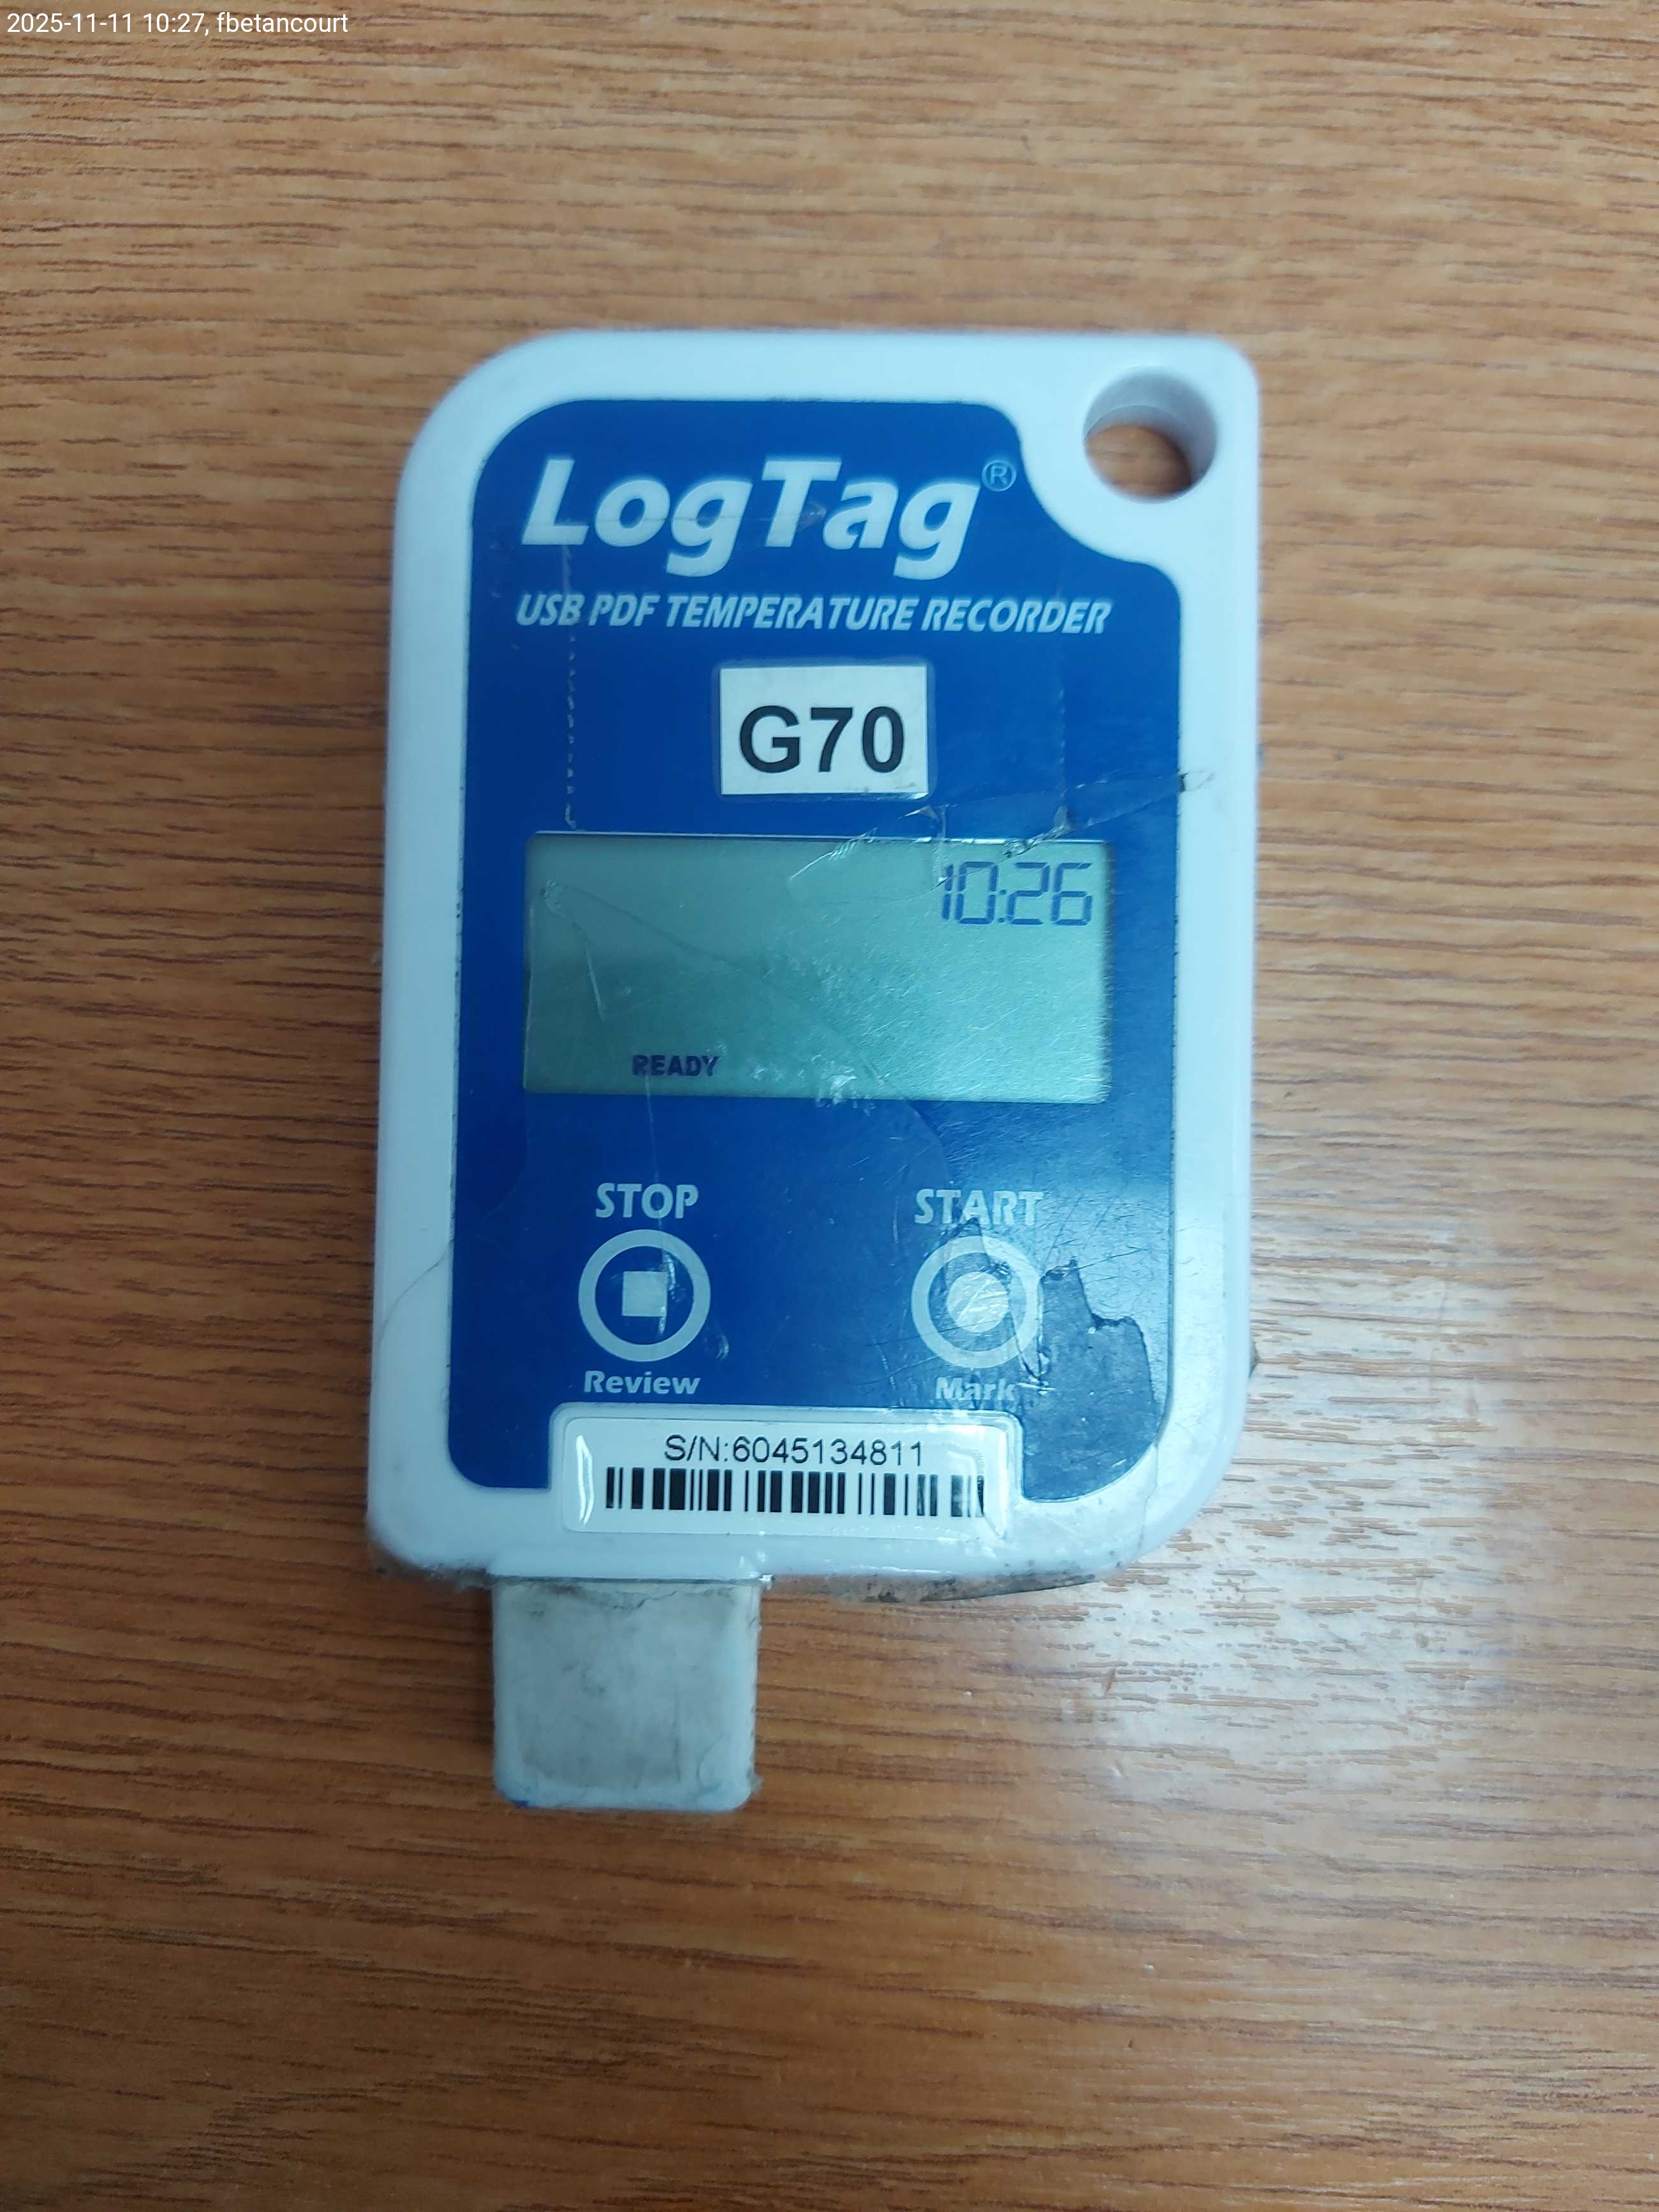 2025-11-11 10:27, fbetancourt
LogTag®
USB PDF TEMPERATURE RECORDER
G70
10:26
READY
STOP
START
Review
Mark
S/N:6045134811